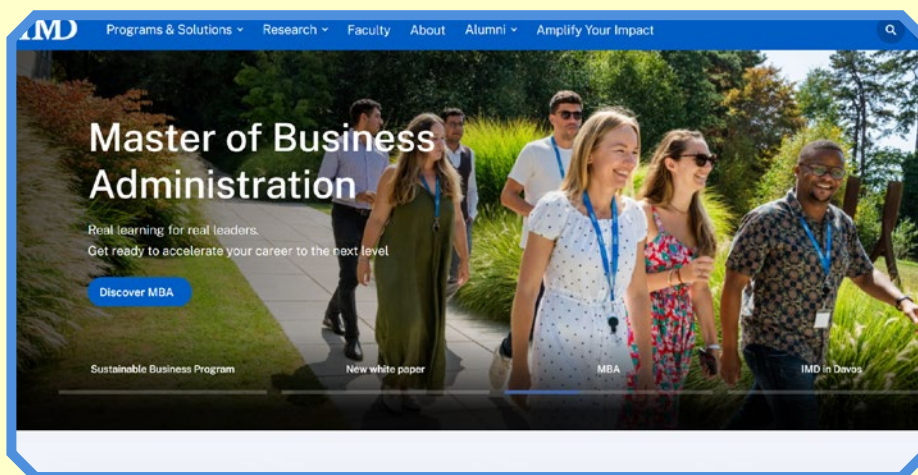 IMD Programs & Solutions Research Faculty About Alumni Amplify Your Impact
Master of Business
Administration
Real learning for real leaders.
Get ready to accelerate your career to the next level
Discover MBA
Sustainable Business Program New white paper MBA IMD in Davos